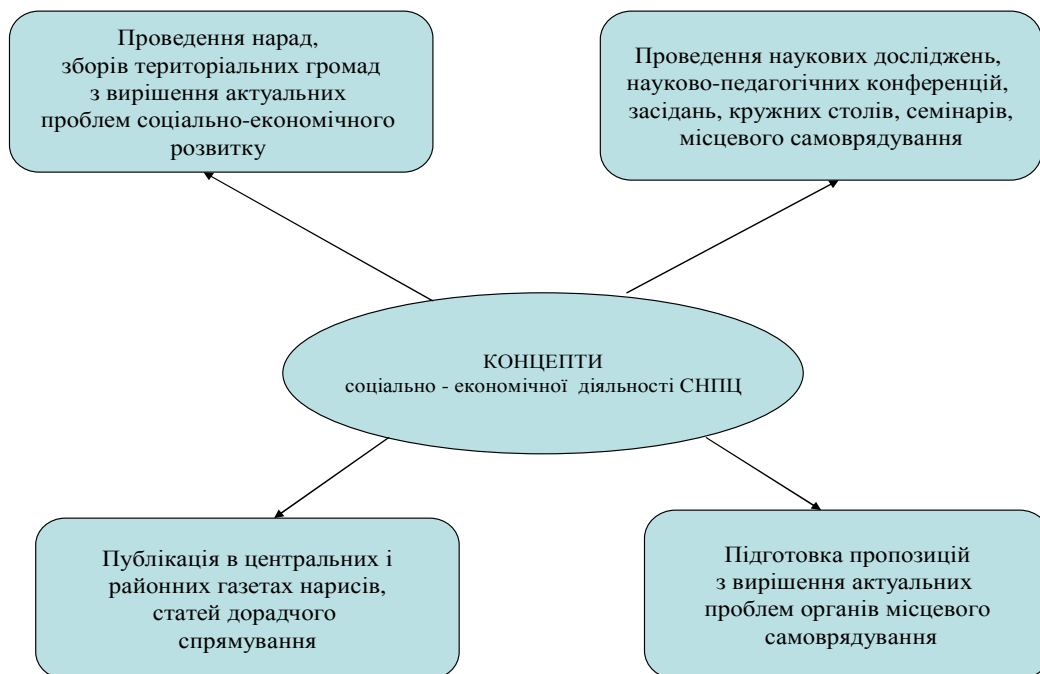 Проведення нарад,
зборів територіальних громад
з вирішення актуальних
проблем соціально-економічного
розвитку
Проведення наукових досліджень,
науково-педагогічних конференцій,
засідань, кружних столів, семінарів,
місцевого самоврядування
КОНЦЕПТИ
соціально - економічної діяльності СНПЦ
Публікація в центральних і
районних газетах нарисів,
статей дорадчого
спрямування
Підготовка пропозицій
з вирішення актуальних
проблем органів місцевого
самоврядування